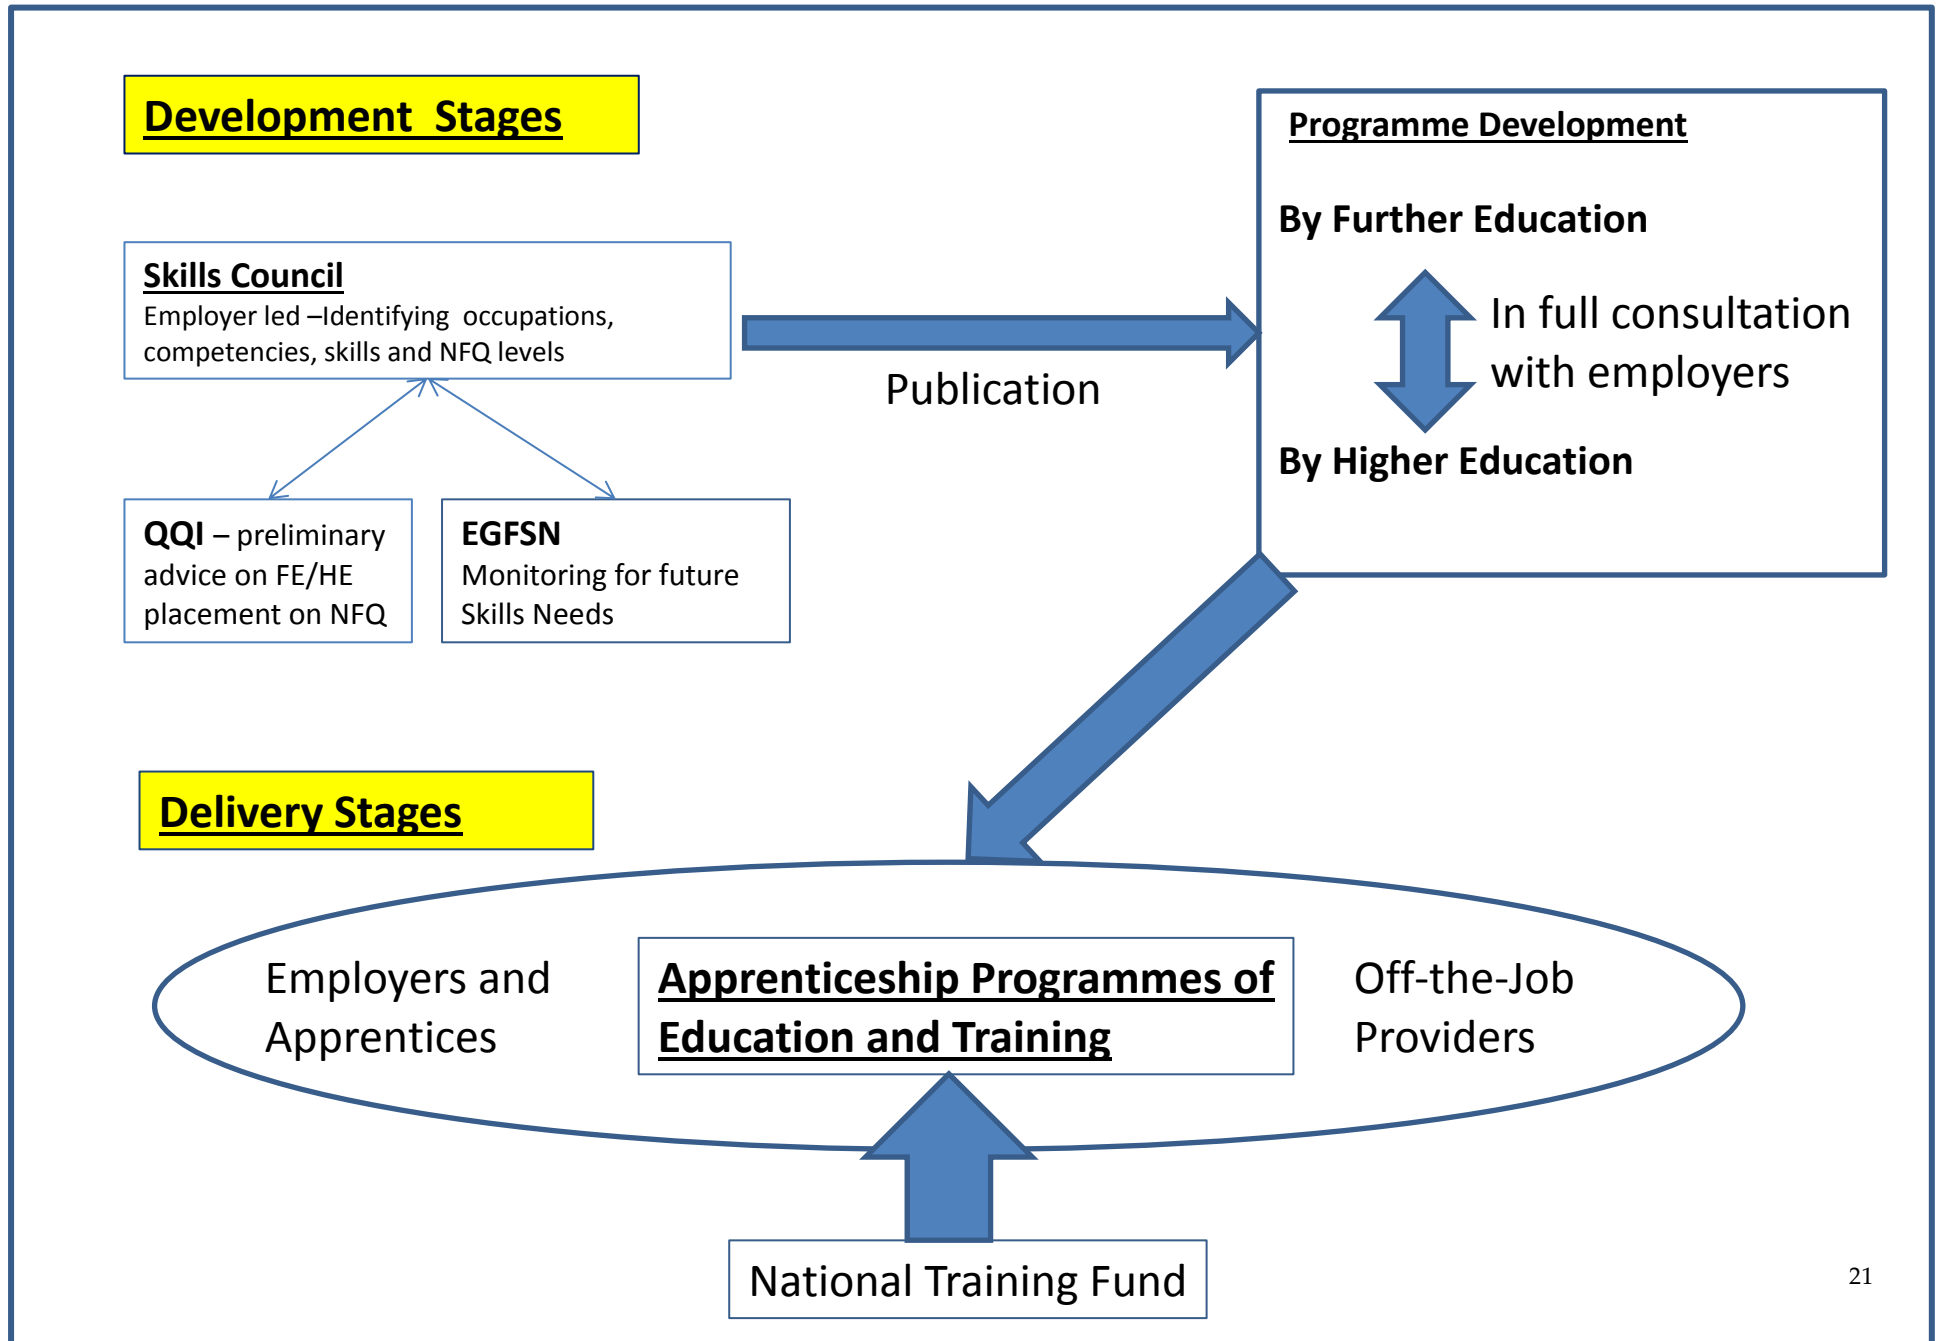 Development  Stages
Skills Council
Employer led –Identifying  occupations,
competencies, skills and NFQ levels
QQI – preliminary
advice on FE/HE
placement on NFQ
EGFSN
Monitoring for future
Skills Needs
Publication
Programme Development
By Further Education
In full consultation
with employers
By Higher Education
Delivery Stages
Employers and
Apprentices
Apprenticeship Programmes of
Education and Training
Off-the-Job
Providers
National Training Fund
21